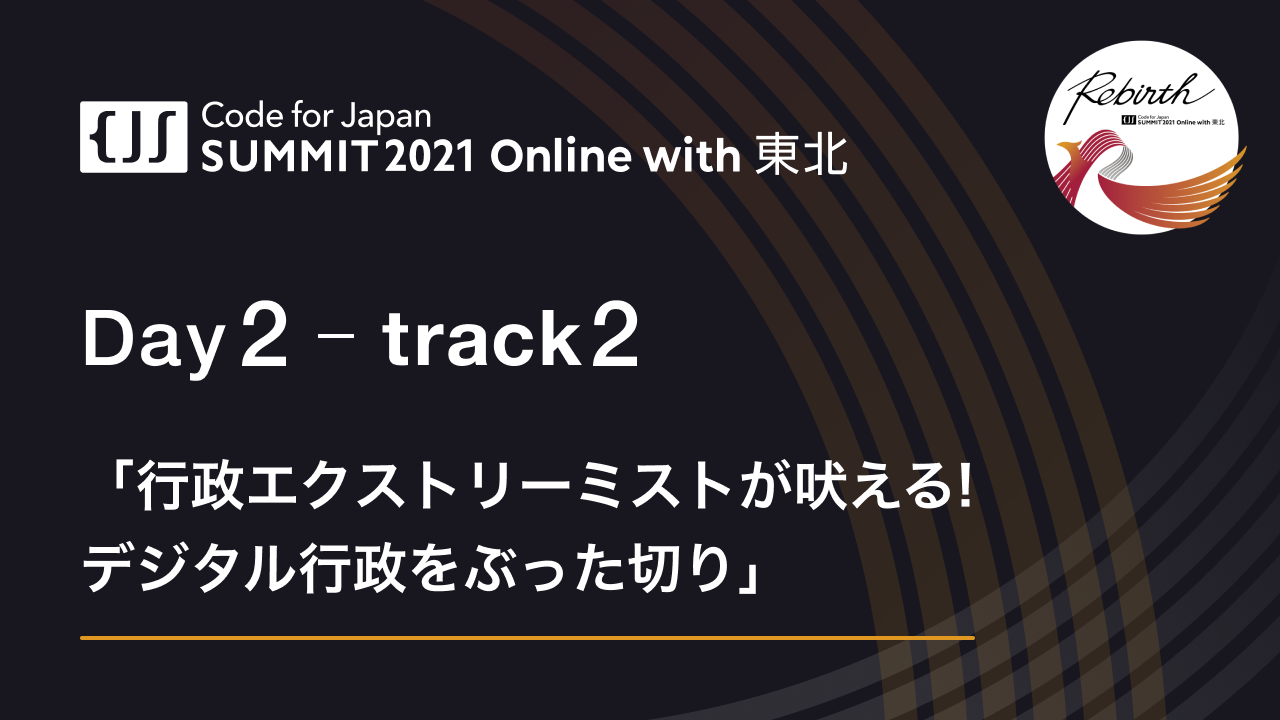 Code for Japan
SUMMIT 2021 Online with 東北
Rebirth
Code for Japan
SUMMIT2021 Online with 東北
Day2 − track2
「行政エクストリーミストが吠える!
デジタル行政をぶった切り」